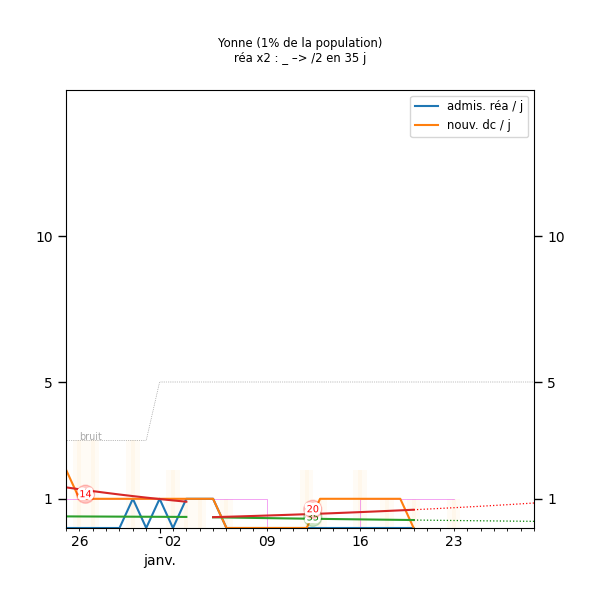 Yonne (1% de la population)
réa x2 : _ –> /2 en 35 j
admis. réa / j
nouv. dc / j
10 10
5 5
bruit
14
1 1
20
35
26 02 09 16 23
janv.